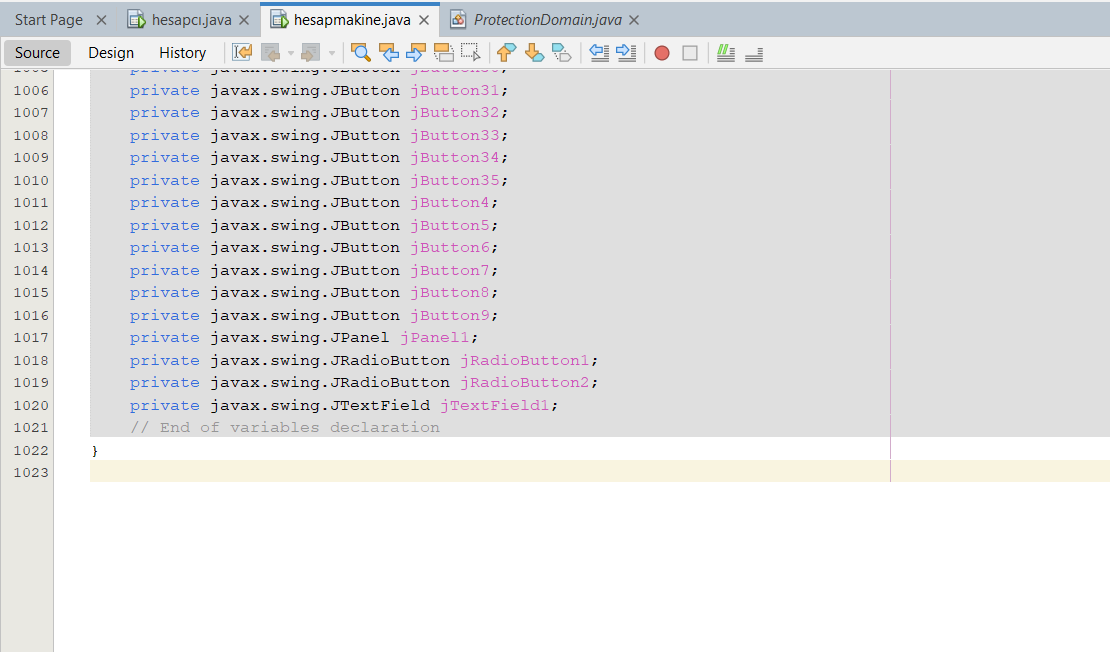 Start Page hesapcı.java hesapmakine.java ProtectionDomain.java
Source Design History
1006 private javax.swing.JButton jButton31;
1007 private javax.swing.JButton jButton32;
1008 private javax.swing.JButton jButton33;
1009 private javax.swing.JButton jButton34;
1010 private javax.swing.JButton jButton35;
1011 private javax.swing.JButton jButton4;
1012 private javax.swing.JButton jButton5;
1013 private javax.swing.JButton jButton6;
1014 private javax.swing.JButton jButton7;
1015 private javax.swing.JButton jButton8;
1016 private javax.swing.JButton jButton9;
1017 private javax.swing.JPanel jPanel1;
1018 private javax.swing.JRadioButton jRadioButton1;
1019 private javax.swing.JRadioButton jRadioButton2;
1020 private javax.swing.JTextField jTextField1;
1021 // End of variables declaration
1022 }
1023